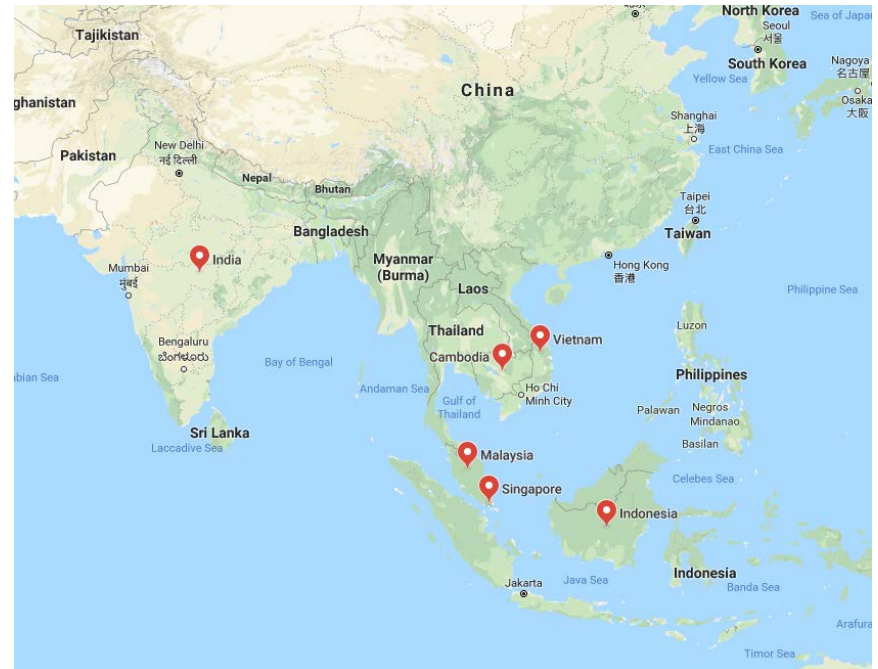 North Korea
Seoul
서울
Sea of Japa
Tajikistan
South Korea
Nagoya
名古屋
Yellow Sea
China
Osaka
大阪
ghanistan
Shanghai
上海
East China Sea
New Delhi
नई दिल्ली
Pakistan
Nepal
Bhutan
Taipei
台北
Taiwan
Bangladesh
Myanmar
(Burma)
India
Mumbai
मुंबई
Hong Kong
香港
Laos
Philippine Sea
Luzon
Thailand
Vietnam
Bengaluru
ಬೆಂಗಳೂರು
Cambodia
Bay of Bengal
bian Sea
Andaman Sea
Ho Chi
Minh City
Gulf of
Thailand
Philippines
Palawan
Negros
Mindanao
Basilan
Sri Lanka
Laccadive Sea
Malaysia
Singapore
Celebes Sea
Indonesia
Indonesia
Jakarta
Java Sea
Banda Sea
Arafura
Timor Sea